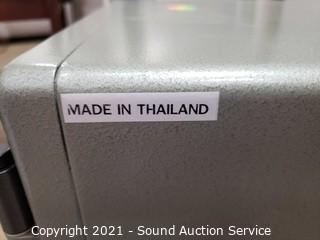 MADE IN THAILAND
Copyright 2021 - Sound Auction Service